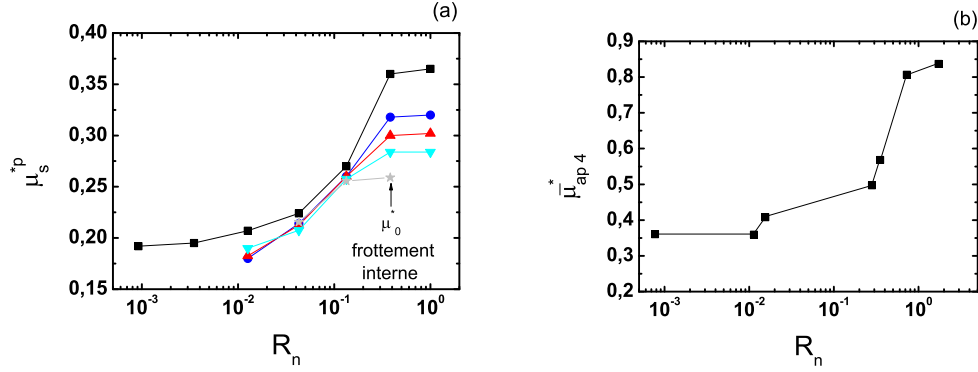 (a)
0,40
0,35
0,30
0,25
0,20
0,15
μ*p s
10-3
10-2
10-1
100
Rn
μ*0
frottement
interne
(b)
0,9
0,8
0,7
0,6
0,5
0,4
0,3
0,2
μ̄*ap 4
10-3
10-2
10-1
100
Rn